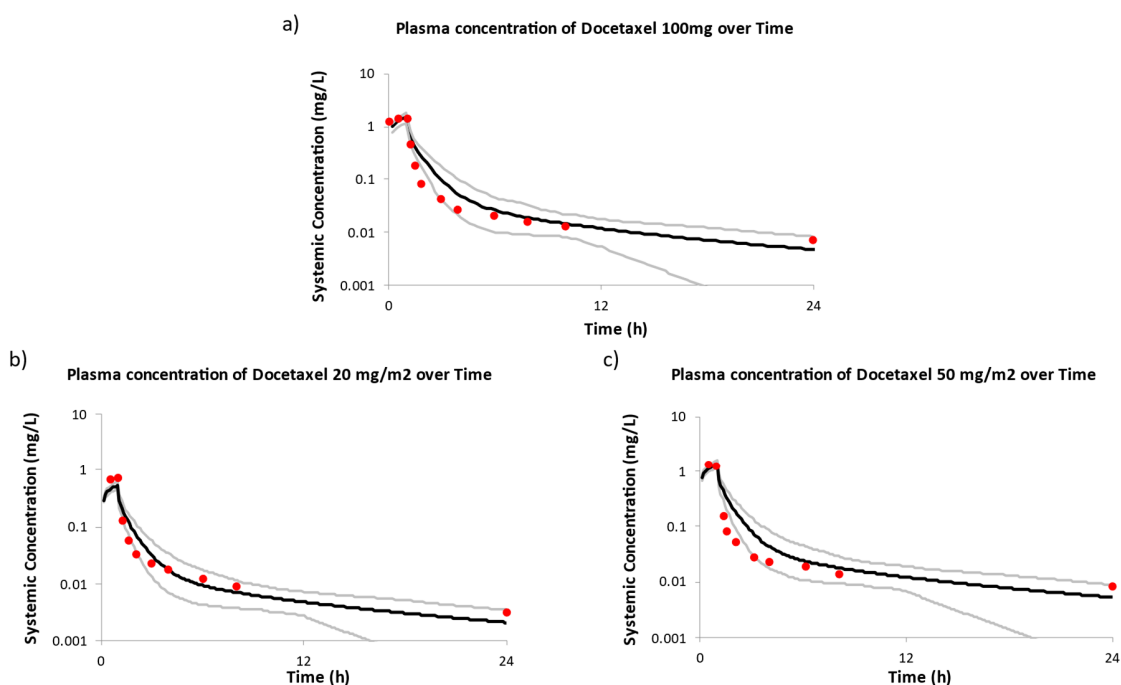 a)
Plasma concentration of Docetaxel 100mg over Time
Systemic Concentration (mg/L)
10
1
0.1
0.01
0.001
0
12
24
Time (h)
b)
Plasma concentration of Docetaxel 20 mg/m2 over Time
Systemic Concentration (mg/L)
10
1
0.1
0.01
0.001
0
12
24
Time (h)
c)
Plasma concentration of Docetaxel 50 mg/m2 over Time
Systemic Concentration (mg/L)
10
1
0.1
0.01
0.001
0
12
24
Time (h)